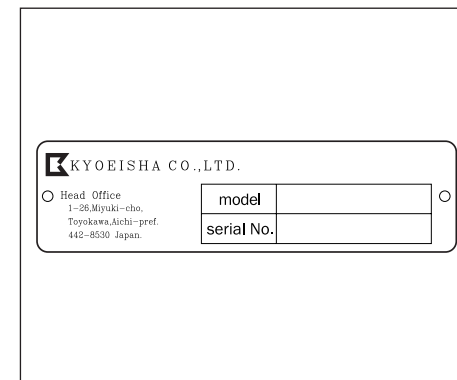 KYOEISHA CO.,LTD.
Head Office
1-26,Miyuki-cho,
Toyokawa,Aichi-pref.
442-8530 Japan.
model
serial No.